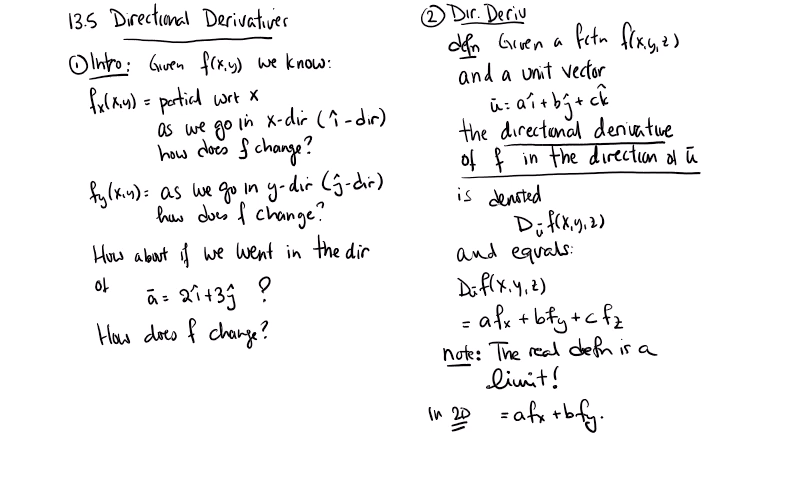 13.5 Directional Derivatives
① Intro: Given f(x,y) we know:
fx(x,y) = partial wrt x
as we go in x-dir (î-dir)
how does f change?
fy(x,y) = as we go in y-dir (ĵ-dir)
how does f change?
How about if we went in the dir
of ā = 2î+3ĵ ?
How does f change?
② Dir. Deriv
defn Given a fctn f(x,y,z)
and a unit vector
ū = aî + bĵ + ck̂
the directional derivative
of f in the direction of ū
is denoted
Dūf(x,y,z)
and equals:
Dūf(x,y,z)
= afx + bfy + cfz
note: The real defn is a
limit!
In 2D = afx + bfy.